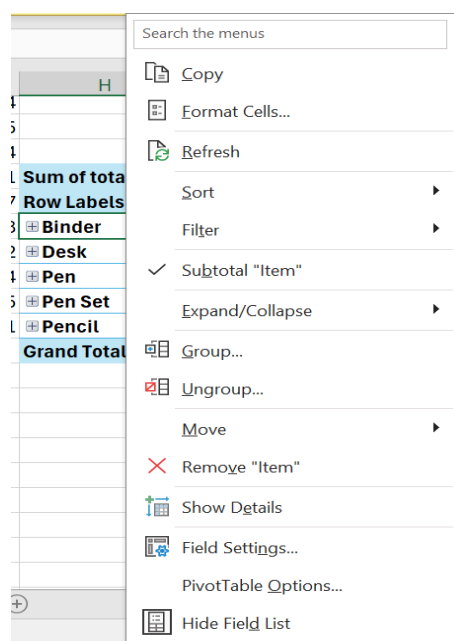 Search the menus
Copy
Format Cells...
Refresh
Sort
Filter
Subtotal "Item"
Expand/Collapse
Group...
Ungroup...
Move
Remove "Item"
Show Details
Field Settings...
PivotTable Options...
Hide Field List
H
Sum of tota
Row Labels
Binder
Desk
Pen
Pen Set
Pencil
Grand Total